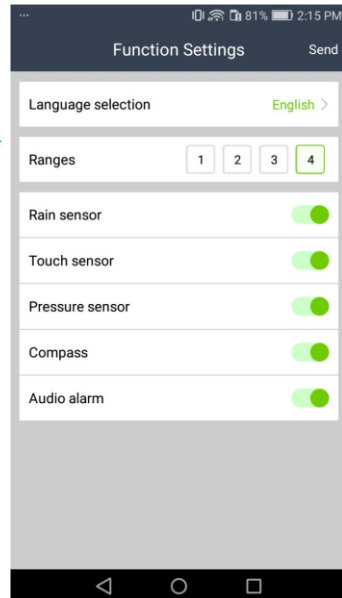 ... 81% 2:15 PM
Function Settings Send
Language selection English >
Ranges 1 2 3 4
Rain sensor
Touch sensor
Pressure sensor
Compass
Audio alarm